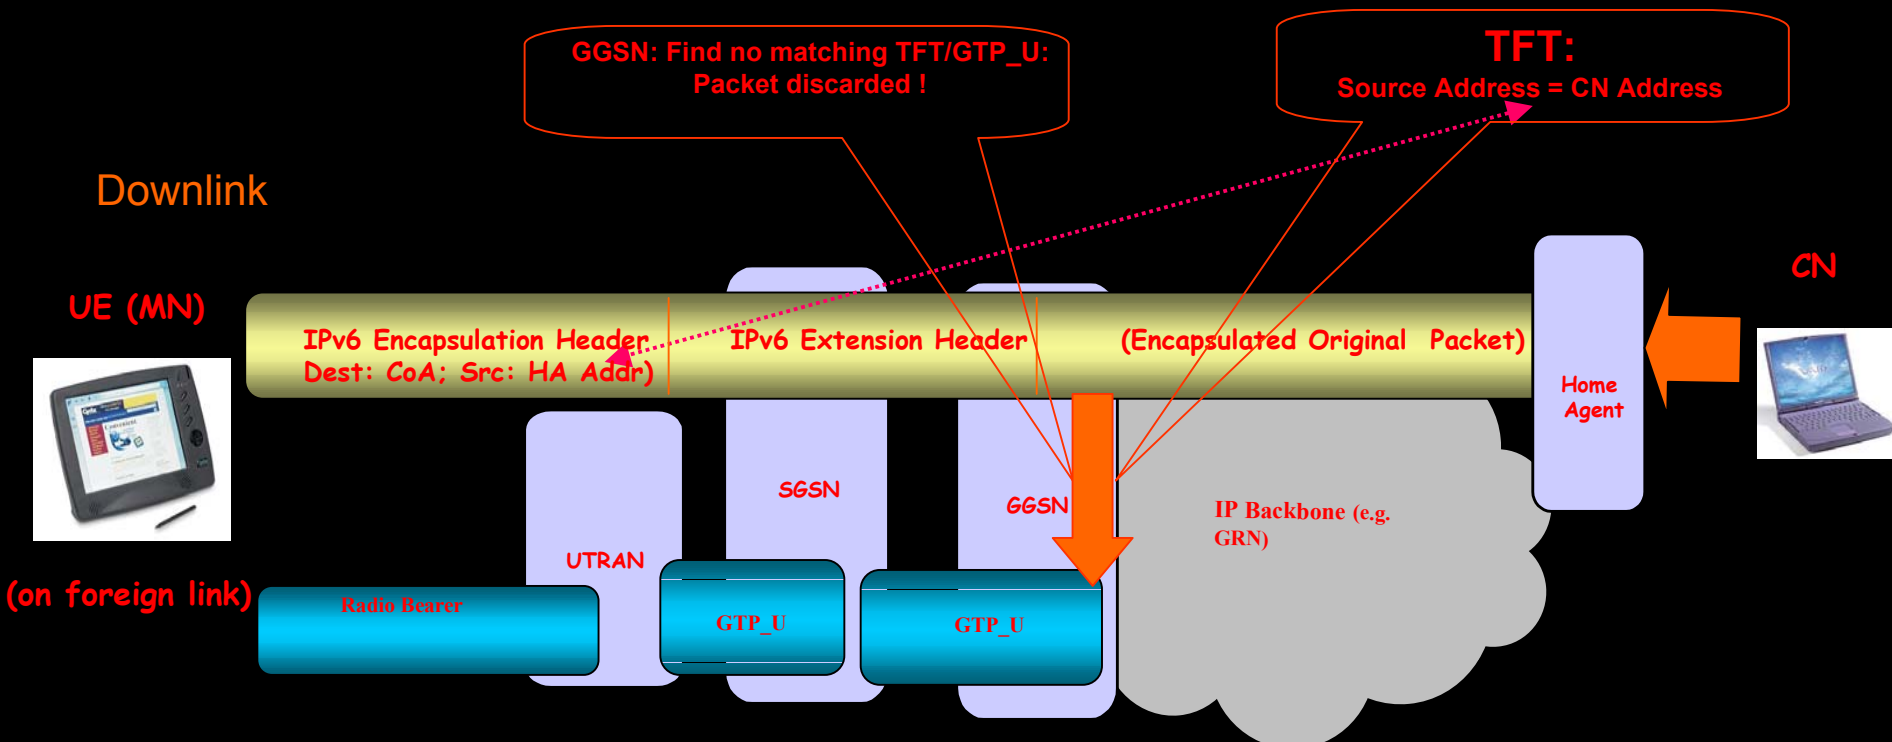 GGSN: Find no matching TFT/GTP_U:
Packet discarded !
TFT:
Source Address = CN Address
Downlink
CN
UE (MN)
IPv6 Encapsulation Header
Dest: CoA; Src: HA Addr)
IPv6 Extension Header
(Encapsulated Original Packet)
Home
Agent
SGSN
GGSN
IP Backbone (e.g.
GRN)
UTRAN
(on foreign link)
Radio Bearer
GTP_U
GTP_U